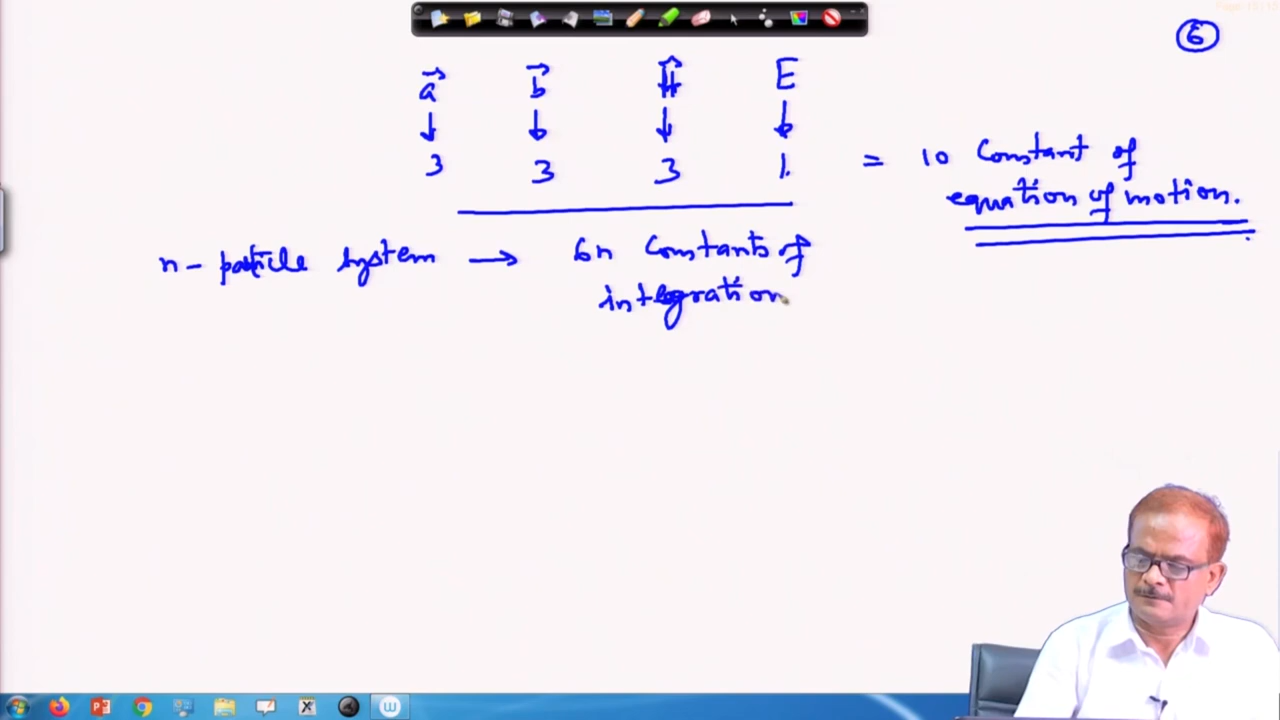 6
a⃗ b⃗ H⃗ E
↓ ↓ ↓ ↓
3 3 3 1. = 10 Constant of
equation of motion.
n - particle system → 6n Constants of
integration